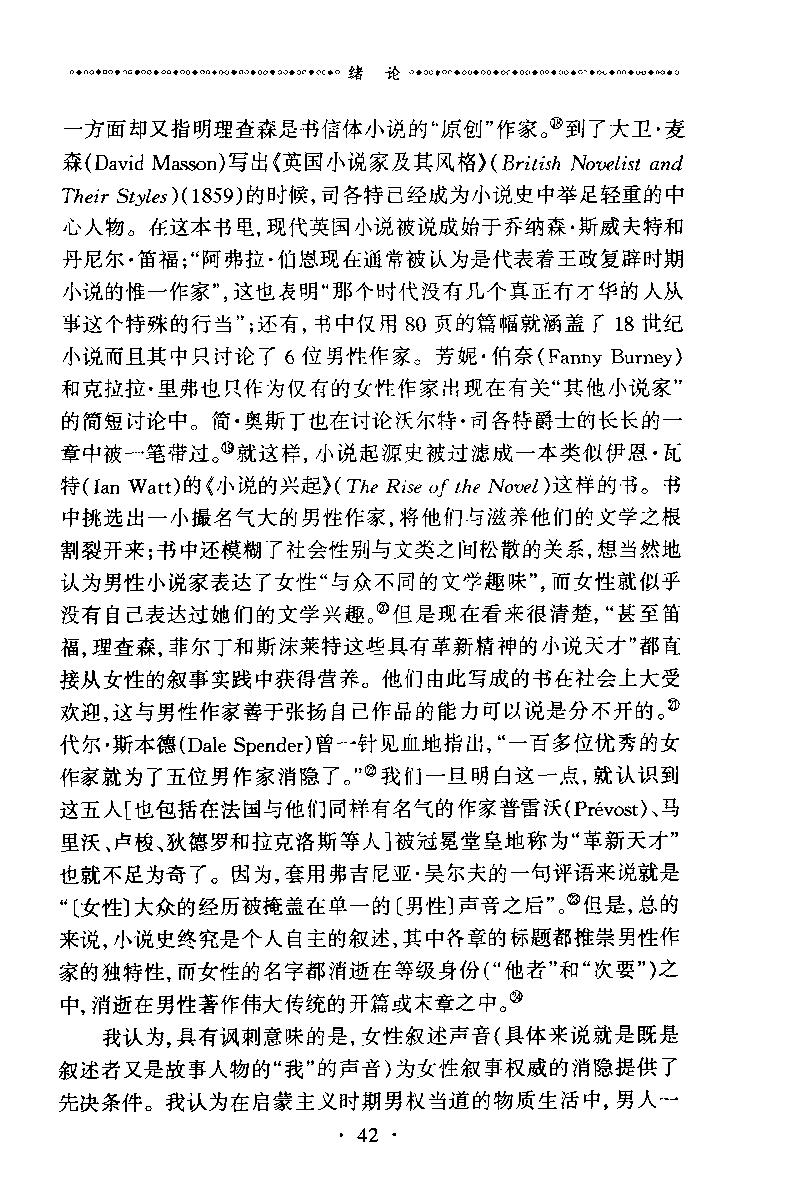 绪 论
一方面却又指明理查森是书信体小说的“原创”作家。⑱到了大卫·麦
森(David Masson)写出《英国小说家及其风格》(British Novelist and
Their Styles)(1859)的时候,司各特已经成为小说史中举足轻重的中
心人物。在这本书里,现代英国小说被说成始于乔纳森·斯威夫特和
丹尼尔·笛福;“阿弗拉·伯恩现在通常被认为是代表着王政复辟时期
小说的惟一作家”,这也表明“那个时代没有几个真正有才华的人从
事这个特殊的行当”;还有,书中仅用 80 页的篇幅就涵盖了 18 世纪
小说而且其中只讨论了 6 位男性作家。芳妮·伯奈(Fanny Burney)
和克拉拉·里弗也只作为仅有的女性作家出现在有关“其他小说家”
的简短讨论中。简·奥斯丁也在讨论沃尔特·司各特爵士的长长的一
章中被一笔带过。⑲就这样,小说起源史被过滤成一本类似伊恩·瓦
特(Ian Watt)的《小说的兴起》(The Rise of the Novel)这样的书。书
中挑选出一小撮名气大的男性作家,将他们与滋养他们的文学之根
割裂开来;书中还模糊了社会性别与文类之间松散的关系,想当然地
认为男性小说家表达了女性“与众不同的文学趣味”,而女性就似乎
没有自己表达过她们的文学兴趣。⑳但是现在看来很清楚,“甚至笛
福,理查森,菲尔丁和斯沫莱特这些具有革新精神的小说天才”都直
接从女性的叙事实践中获得营养。他们由此写成的书在社会上大受
欢迎,这与男性作家善于张扬自己作品的能力可以说是分不开的。㉑
代尔·斯本德(Dale Spender)曾一针见血地指出,“一百多位优秀的女
作家就为了五位男作家消隐了。”㉒我们一旦明白这一点,就认识到
这五人[也包括在法国与他们同样有名气的作家普雷沃(Prévost)、马
里沃、卢梭、狄德罗和拉克洛斯等人]被冠冕堂皇地称为“革新天才”
也就不足为奇了。因为,套用弗吉尼亚·吴尔夫的一句评语来说就是
“〔女性〕大众的经历被掩盖在单一的〔男性〕声音之后”。㉓但是,总的
来说,小说史终究是个人自主的叙述,其中各章的标题都推崇男性作
家的独特性,而女性的名字都消逝在等级身份(“他者”和“次要”)之
中,消逝在男性著作伟大传统的开篇或末章之中。㉔
我认为,具有讽刺意味的是,女性叙述声音(具体来说就是既是
叙述者又是故事人物的“我”的声音)为女性叙事权威的消隐提供了
先决条件。我认为在启蒙主义时期男权当道的物质生活中,男人一
· 42 ·